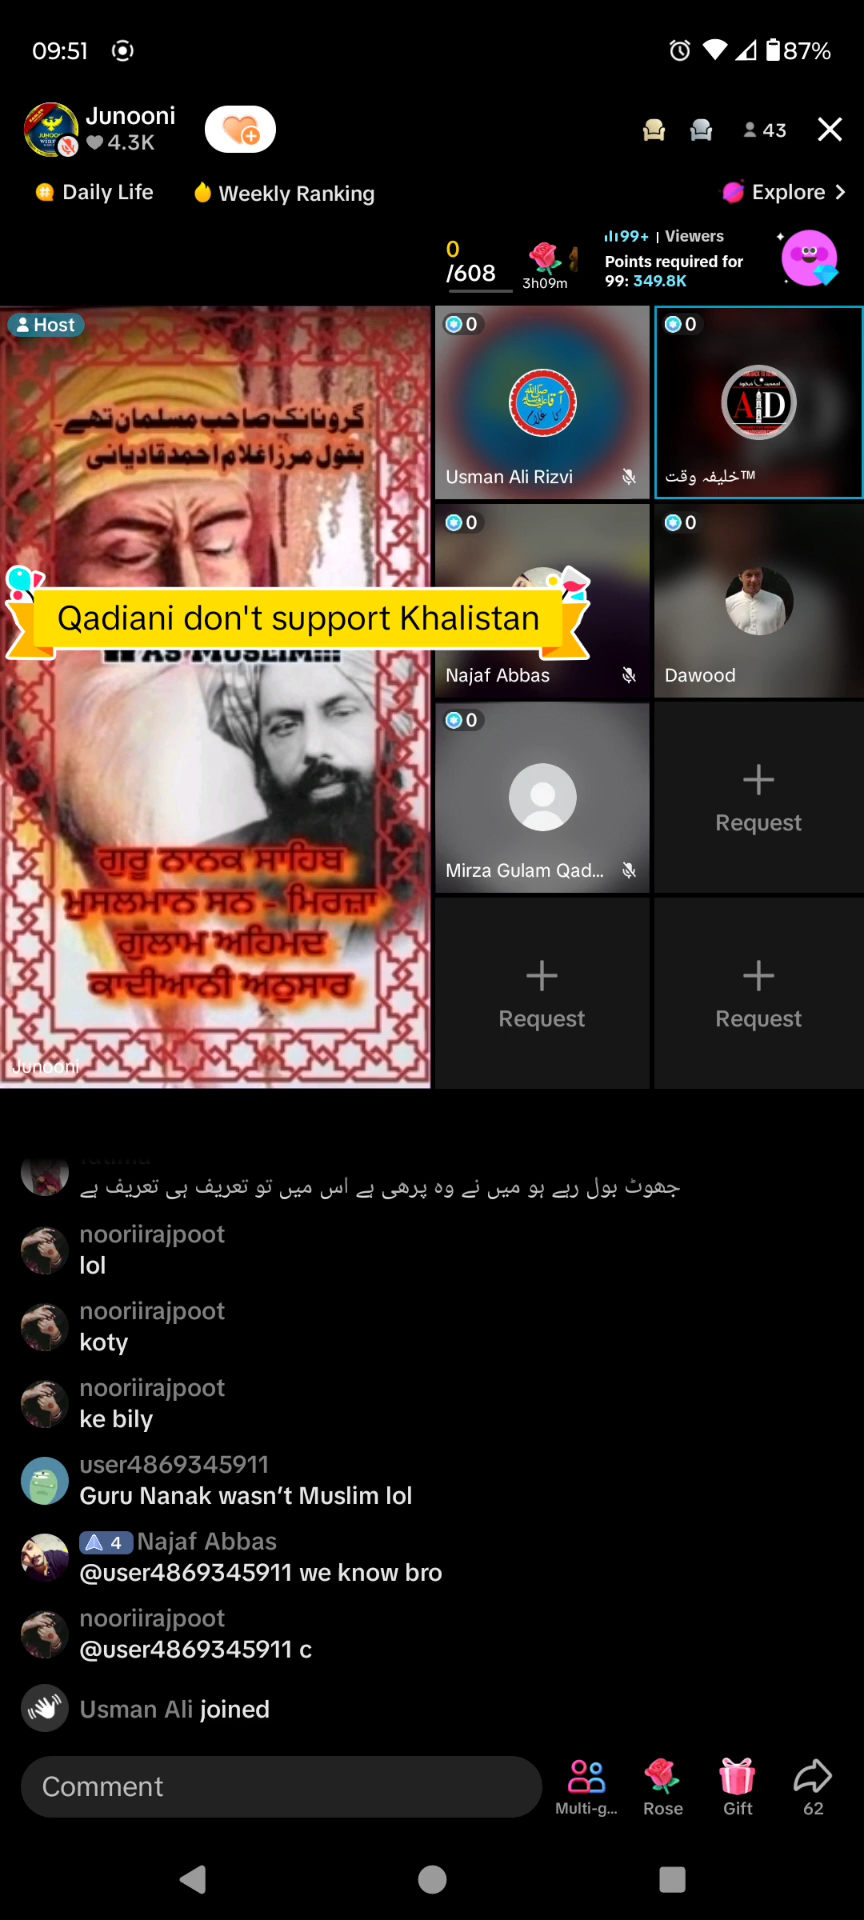 09:51
87%
Junooni
4.3K
43
Daily Life
Weekly Ranking
Explore
0
/608
3h09m
99+ | Viewers
Points required for
99: 349.8K
Host
گرونانک صاحب مسلمان تھے۔
بقول مرزا غلام احمد قادیانی
Qadiani don't support Khalistan
AS MUSLIM!!!
ਗੁਰੂ ਨਾਨਕ ਸਾਹਿਬ
ਮੁਸਲਮਾਨ ਸਨ - ਮਿਰਜ਼ਾ
ਗੁਲਾਮ ਅਹਿਮਦ
ਕਾਦੀਆਨੀ ਅਨੁਸਾਰ
Junooni
0
Usman Ali Rizvi
0
AD
خلیفہ وقت™
0
Najaf Abbas
0
Dawood
0
Mirza Gulam Qad...
Request
Request
Request
جھوٹ بول رہے ہو میں نے وہ پرھی ہے اس میں تو تعریف ہی تعریف ہے
nooriirajpoot
lol
nooriirajpoot
koty
nooriirajpoot
ke bily
user4869345911
Guru Nanak wasn't Muslim lol
4 Najaf Abbas
@user4869345911 we know bro
nooriirajpoot
@user4869345911 c
Usman Ali joined
Comment
Multi-g...
Rose
Gift
62